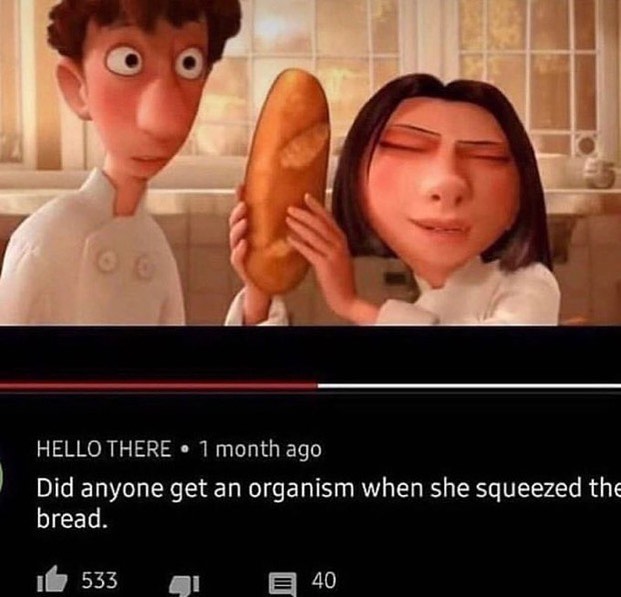 HELLO THERE • 1 month ago
Did anyone get an organism when she squeezed the
bread.
533
40